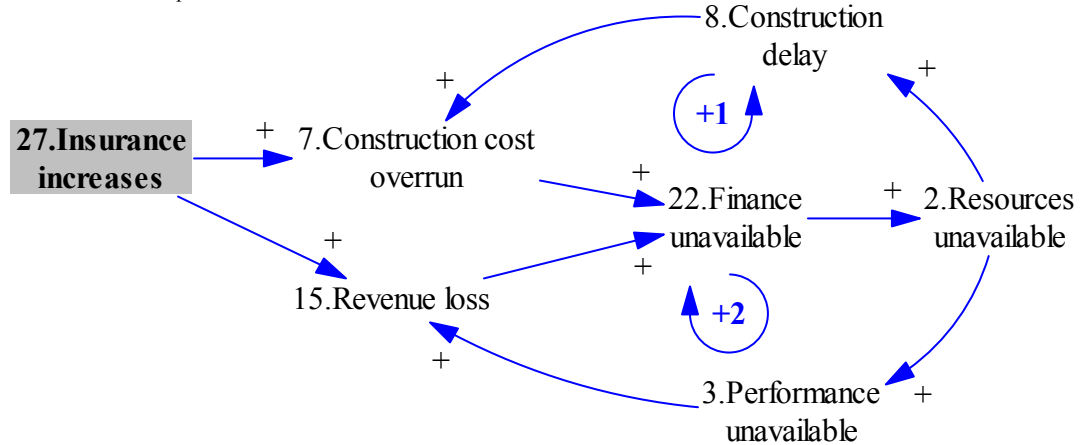 8.Construction
delay
+
+
+1
27.Insurance
increases
+
7.Construction cost
overrun
+
22.Finance
unavailable
+
2.Resources
unavailable
+
15.Revenue loss
+
+2
+
3.Performance
unavailable
+